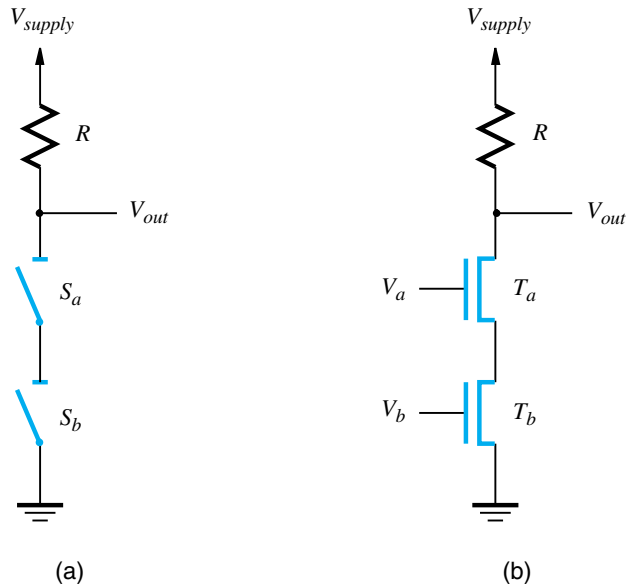 V_supply
R
V_out
S_a
S_b
(a)
V_supply
R
V_out
V_a
T_a
V_b
T_b
(b)